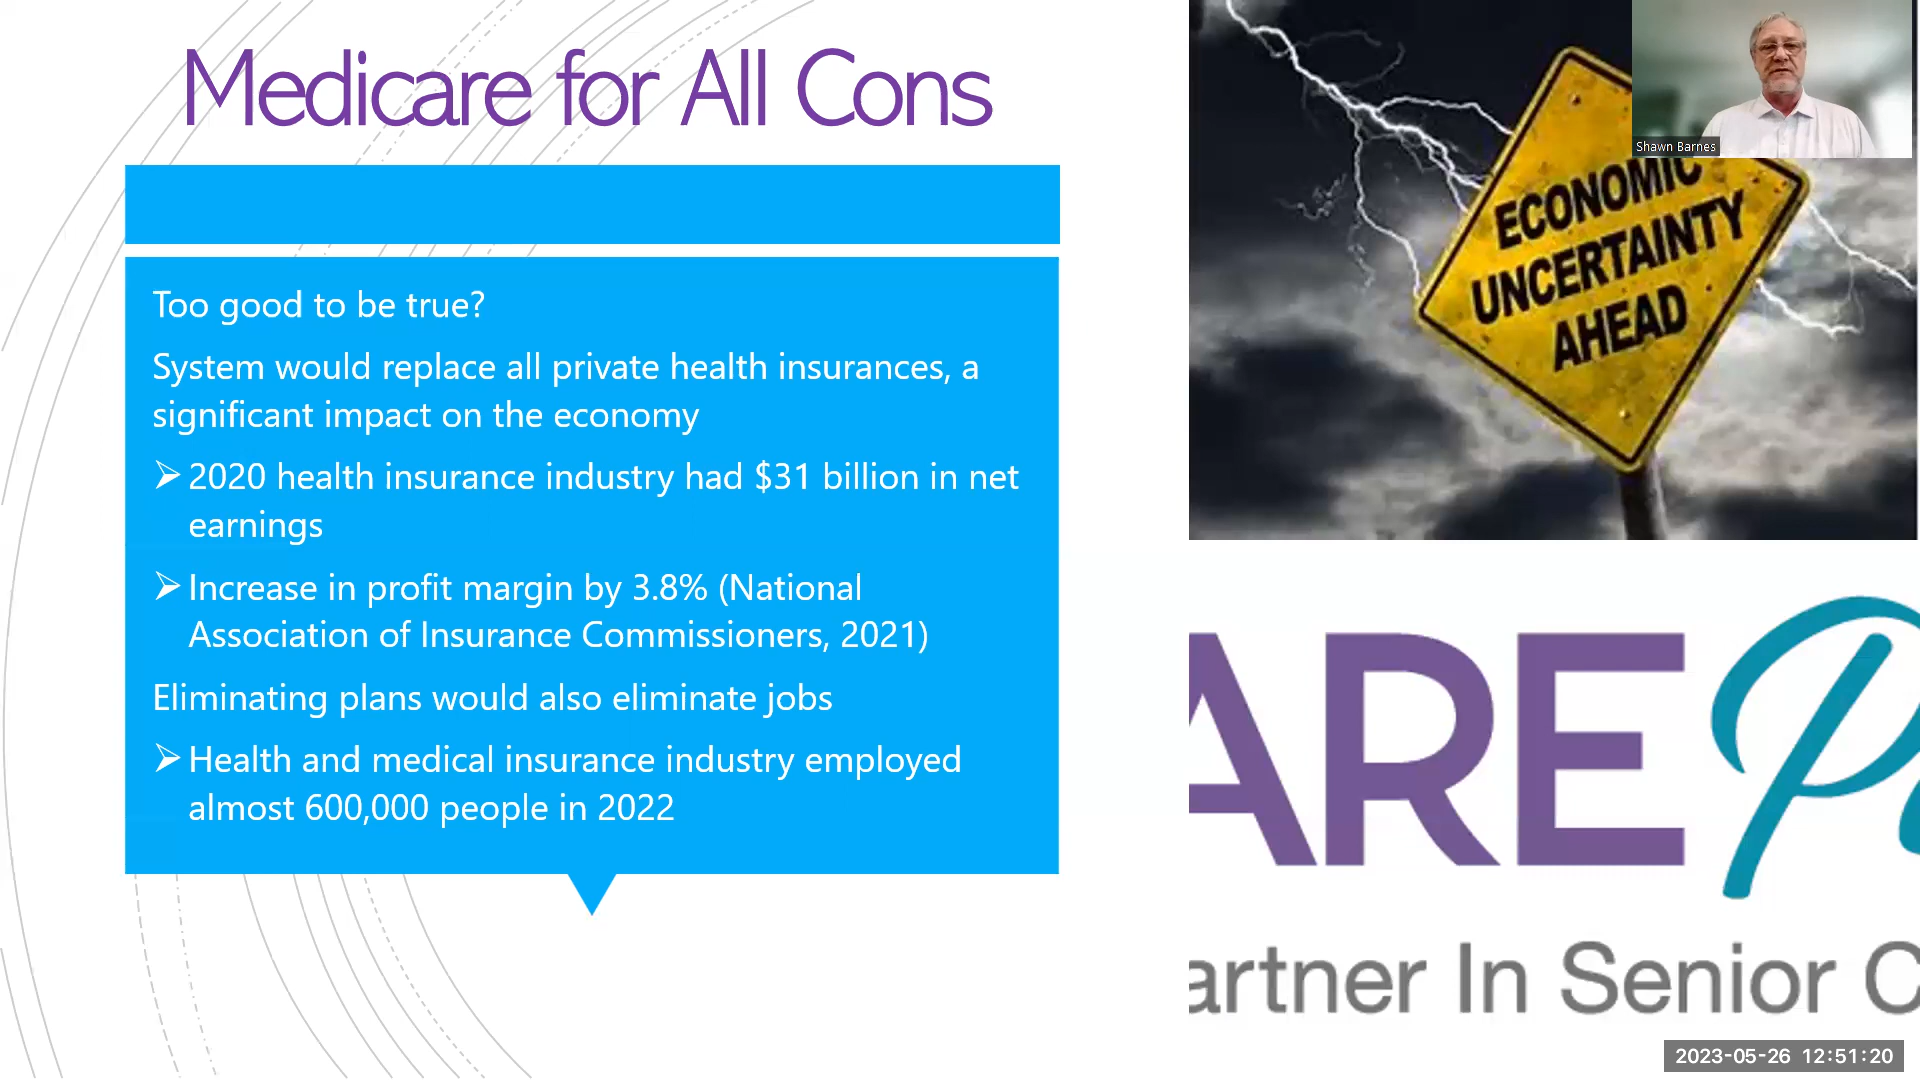 Medicare for All Cons
Too good to be true?
System would replace all private health insurances, a
significant impact on the economy
➢ 2020 health insurance industry had $31 billion in net
earnings
➢ Increase in profit margin by 3.8% (National
Association of Insurance Commissioners, 2021)
Eliminating plans would also eliminate jobs
➢ Health and medical insurance industry employed
almost 600,000 people in 2022
Shawn Barnes
ECONOMIC
UNCERTAINTY
AHEAD
ARE P
artner In Senior C
2023-05-26 12:51:20